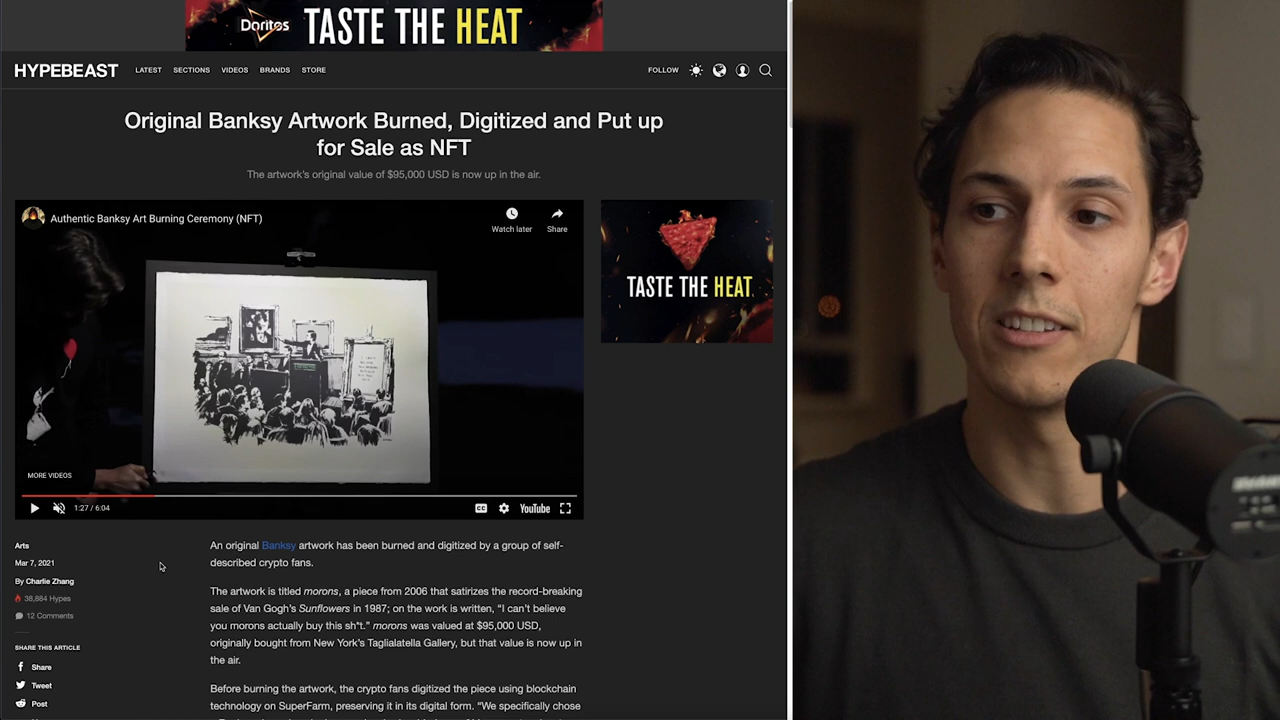 Doritos TASTE THE HEAT
HYPEBEAST LATEST SECTIONS VIDEOS BRANDS STORE FOLLOW
Original Banksy Artwork Burned, Digitized and Put up
for Sale as NFT
The artwork's original value of $95,000 USD is now up in the air.
Authentic Banksy Art Burning Ceremony (NFT)
Watch later Share
TASTE THE HEAT
MORE VIDEOS
1:27 / 6:04 CC YouTube
Arts
Mar 7, 2021
By Charlie Zhang
38,884 Hypes
12 Comments
SHARE THIS ARTICLE
Share
Tweet
Post
An original Banksy artwork has been burned and digitized by a group of self-
described crypto fans.
The artwork is titled morons, a piece from 2006 that satirizes the record-breaking
sale of Van Gogh's Sunflowers in 1987; on the work is written, “I can't believe
you morons actually buy this sh*t.” morons was valued at $95,000 USD,
originally bought from New York's Taglialatella Gallery, but that value is now up in
the air.
Before burning the artwork, the crypto fans digitized the piece using blockchain
technology on SuperFarm, preserving it in its digital form. “We specifically chose